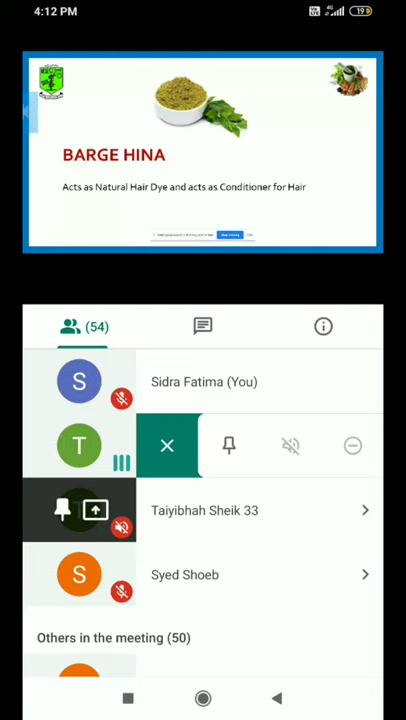 4:12 PM
4G
19
BARGE HINA
Acts as Natural Hair Dye and acts as Conditioner for Hair
(54)
S
Sidra Fatima (You)
T
Taiyibhah Sheik 33
S
Syed Shoeb
Others in the meeting (50)